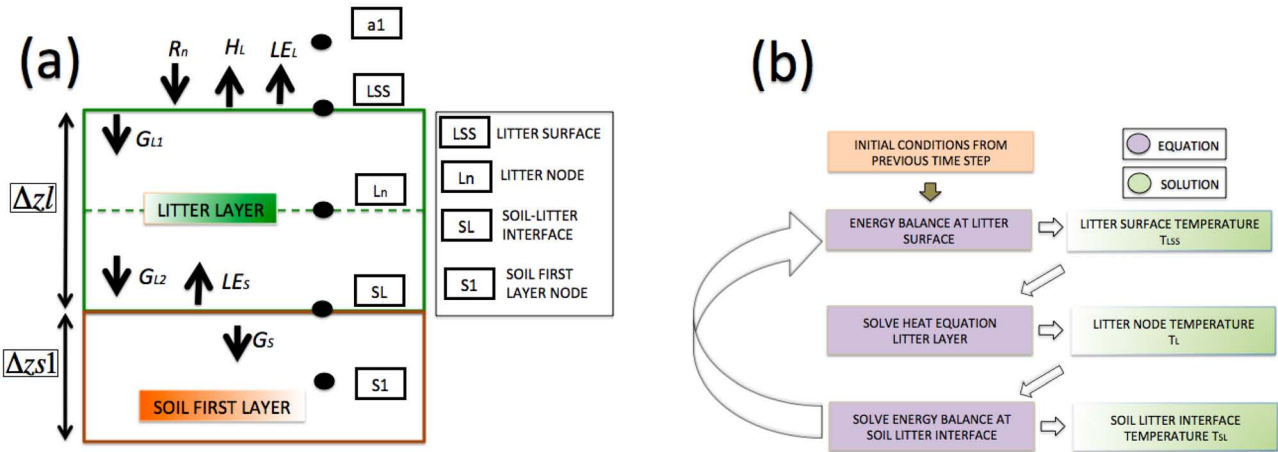 (a)
a1
Rn
HL
LEL
LSS
GL1
Δzl
Ln
LITTER LAYER
GL2
LES
SL
Δzs1
GS
S1
SOIL FIRST LAYER
LSS
LITTER SURFACE
Ln
LITTER NODE
SL
SOIL-LITTER
INTERFACE
S1
SOIL FIRST
LAYER NODE
(b)
INITIAL CONDITIONS FROM
PREVIOUS TIME STEP
EQUATION
SOLUTION
ENERGY BALANCE AT LITTER
SURFACE
LITTER SURFACE TEMPERATURE
TLSS
SOLVE HEAT EQUATION
LITTER LAYER
LITTER NODE TEMPERATURE
TL
SOLVE ENERGY BALANCE AT
SOIL LITTER INTERFACE
SOIL LITTER INTERFACE
TEMPERATURE TSL